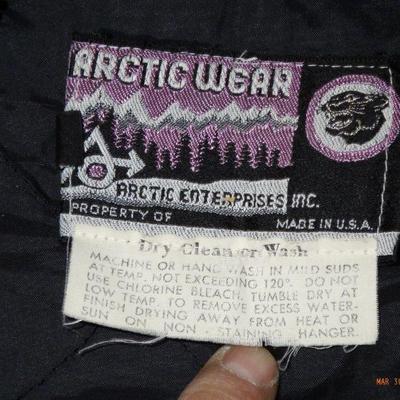 ARCTIC WEAR
ARCTIC ENTERPRISES INC.
PROPERTY OF
MADE IN U.S.A.
Dry Clean or Wash
MACHINE OR HAND WASH IN MILD SUDS
AT TEMP. NOT EXCEEDING 120°. DO NOT
USE CHLORINE BLEACH. TUMBLE DRY AT
LOW TEMP. TO REMOVE EXCESS WATER-
FINISH DRYING AWAY FROM HEAT OR
SUN ON NON - STAINING HANGER.
MAR 30